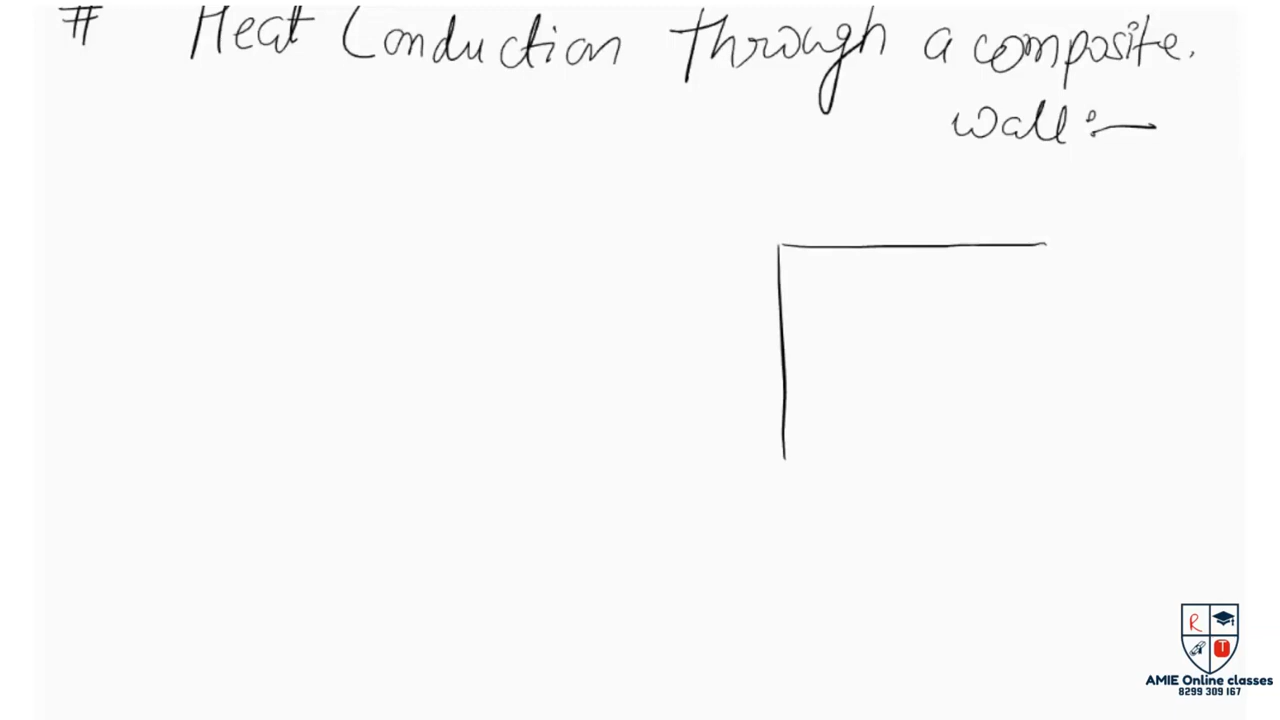 # Heat Conduction through a composite.
wall :—
R
T
AMIE Online classes
8299 309 167